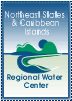 Northeast States
& Caribbean
Islands
Regional Water
Center